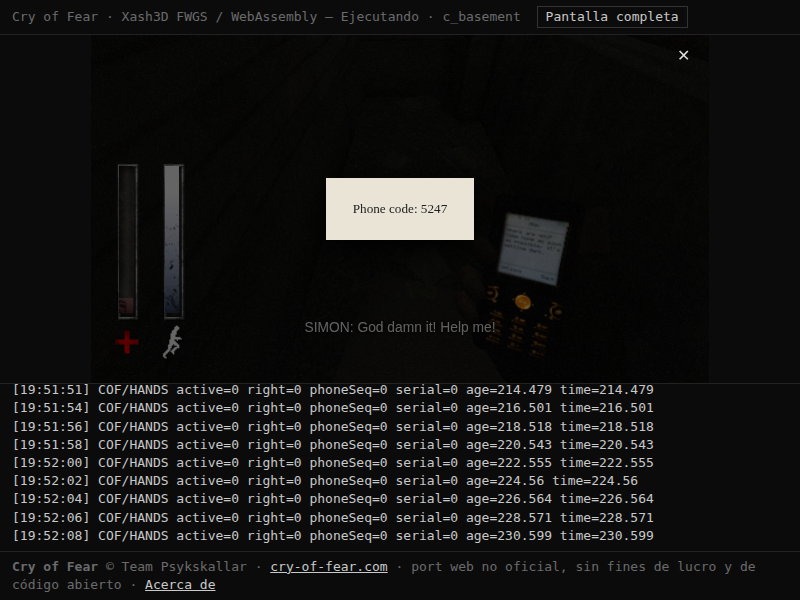 Cry of Fear · Xash3D FWGS / WebAssembly — Ejecutando · c_basement
Pantalla completa
×
Phone code: 5247
SIMON: God damn it! Help me!
[19:51:51] COF/HANDS active=0 right=0 phoneSeq=0 serial=0 age=214.479 time=214.479
[19:51:54] COF/HANDS active=0 right=0 phoneSeq=0 serial=0 age=216.501 time=216.501
[19:51:56] COF/HANDS active=0 right=0 phoneSeq=0 serial=0 age=218.518 time=218.518
[19:51:58] COF/HANDS active=0 right=0 phoneSeq=0 serial=0 age=220.543 time=220.543
[19:52:00] COF/HANDS active=0 right=0 phoneSeq=0 serial=0 age=222.555 time=222.555
[19:52:02] COF/HANDS active=0 right=0 phoneSeq=0 serial=0 age=224.56 time=224.56
[19:52:04] COF/HANDS active=0 right=0 phoneSeq=0 serial=0 age=226.564 time=226.564
[19:52:06] COF/HANDS active=0 right=0 phoneSeq=0 serial=0 age=228.571 time=228.571
[19:52:08] COF/HANDS active=0 right=0 phoneSeq=0 serial=0 age=230.599 time=230.599
Cry of Fear © Team Psykskallar · cry-of-fear.com · port web no oficial, sin fines de lucro y de
código abierto · Acerca de